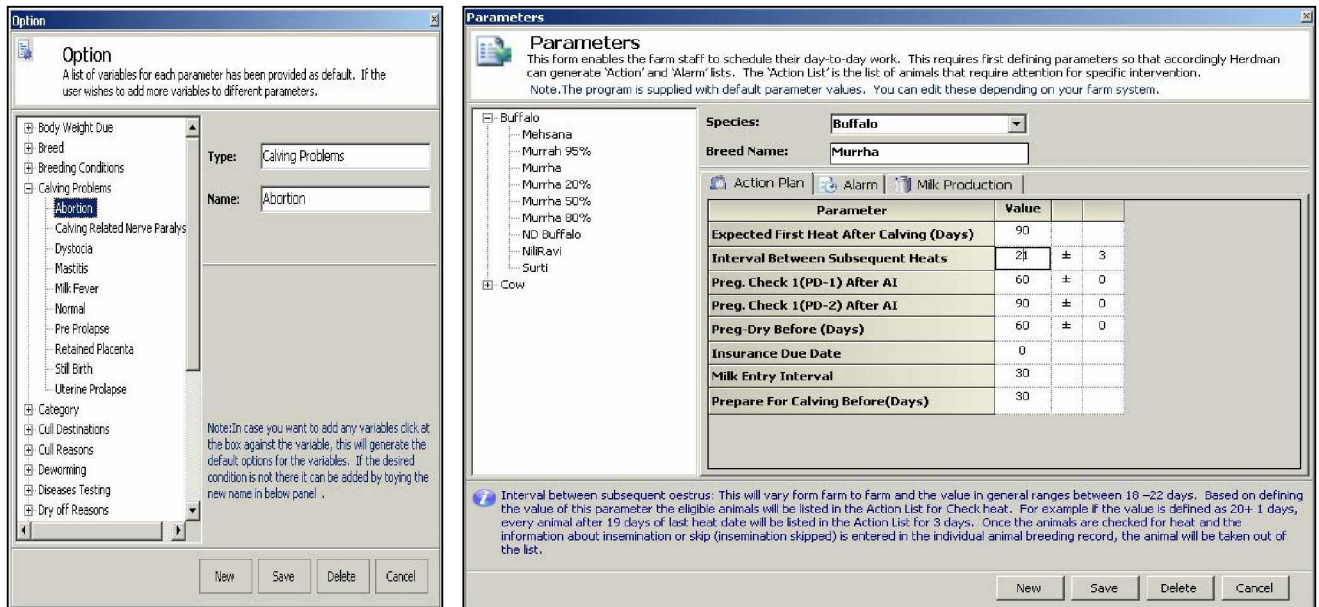 Option
Option
A list of variables for each parameter has been provided as default. If the
user wishes to add more variables to different parameters.
Body Weight Due
Breed
Breeding Conditions
Calving Problems
Abortion
Calving Related Nerve Paralys
Dystocia
Mastitis
Milk Fever
Normal
Pre Prolapse
Retained Placenta
Still Birth
Uterine Prolapse
Category
Cull Destinations
Cull Reasons
Deworming
Diseases Testing
Dry off Reasons
Type: Calving Problems
Name: Abortion
Note:In case you want to add any variables click at
the box against the variable, this will generate the
default options for the variables. If the desired
condition is not there it can be added by toying the
new name in below panel .
New Save Delete Cancel
Parameters
Parameters
This form enables the farm staff to schedule their day-to-day work. This requires first defining parameters so that accordingly Herdman
can generate 'Action' and 'Alarm' lists. The 'Action List' is the list of animals that require attention for specific intervention.
Note.The program is supplied with default parameter values. You can edit these depending on your farm system.
Buffalo
Mehsana
Murrah 95%
Murrha
Murrha 20%
Murrha 50%
Murrha 80%
ND Buffalo
NiliRavi
Surti
Cow
Species: Buffalo
Breed Name: Murrha
Action Plan Alarm Milk Production
Parameter Value
Expected First Heat After Calving (Days) 90
Interval Between Subsequent Heats 21 ± 3
Preg. Check 1(PD-1) After AI 60 ± 0
Preg. Check 1(PD-2) After AI 90 ± 0
Preg-Dry Before (Days) 60 ± 0
Insurance Due Date 0
Milk Entry Interval 30
Prepare For Calving Before(Days) 30
Interval between subsequent oestrus: This will vary form farm to farm and the value in general ranges between 18 –22 days. Based on defining
the value of this parameter the eligible animals will be listed in the Action List for Check heat. For example if the value is defined as 20+ 1 days,
every animal after 19 days of last heat date will be listed in the Action List for 3 days. Once the animals are checked for heat and the
information about insemination or skip (insemination skipped) is entered in the individual animal breeding record, the animal will be taken out of
the list.
New Save Delete Cancel